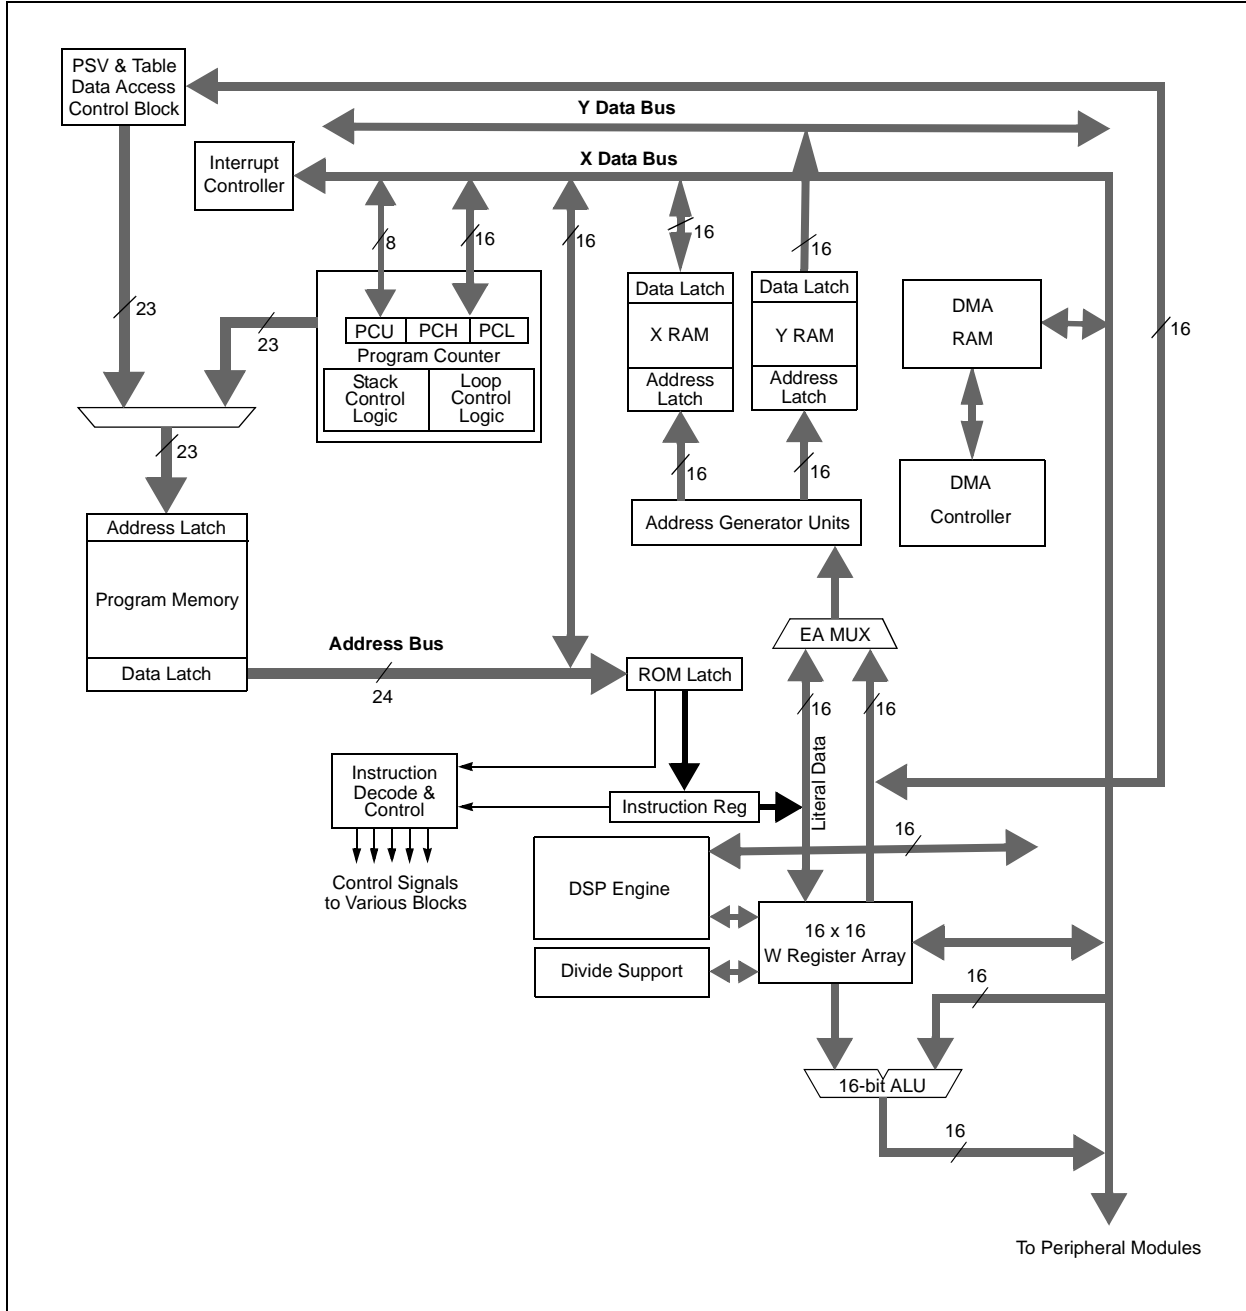 PSV & Table
Data Access
Control Block
Y Data Bus
X Data Bus
Interrupt
Controller
8
16
16
16
16
23
23
16
PCU
PCH
PCL
Program Counter
Stack
Control
Logic
Loop
Control
Logic
Data Latch
X RAM
Address
Latch
Data Latch
Y RAM
Address
Latch
DMA
RAM
23
16
16
DMA
Controller
Address Generator Units
Address Latch
Program Memory
Data Latch
Address Bus
24
EA MUX
ROM Latch
16
16
Literal Data
Instruction
Decode &
Control
Instruction Reg
Control Signals
to Various Blocks
16
DSP Engine
16 x 16
W Register Array
Divide Support
16
16-bit ALU
16
To Peripheral Modules